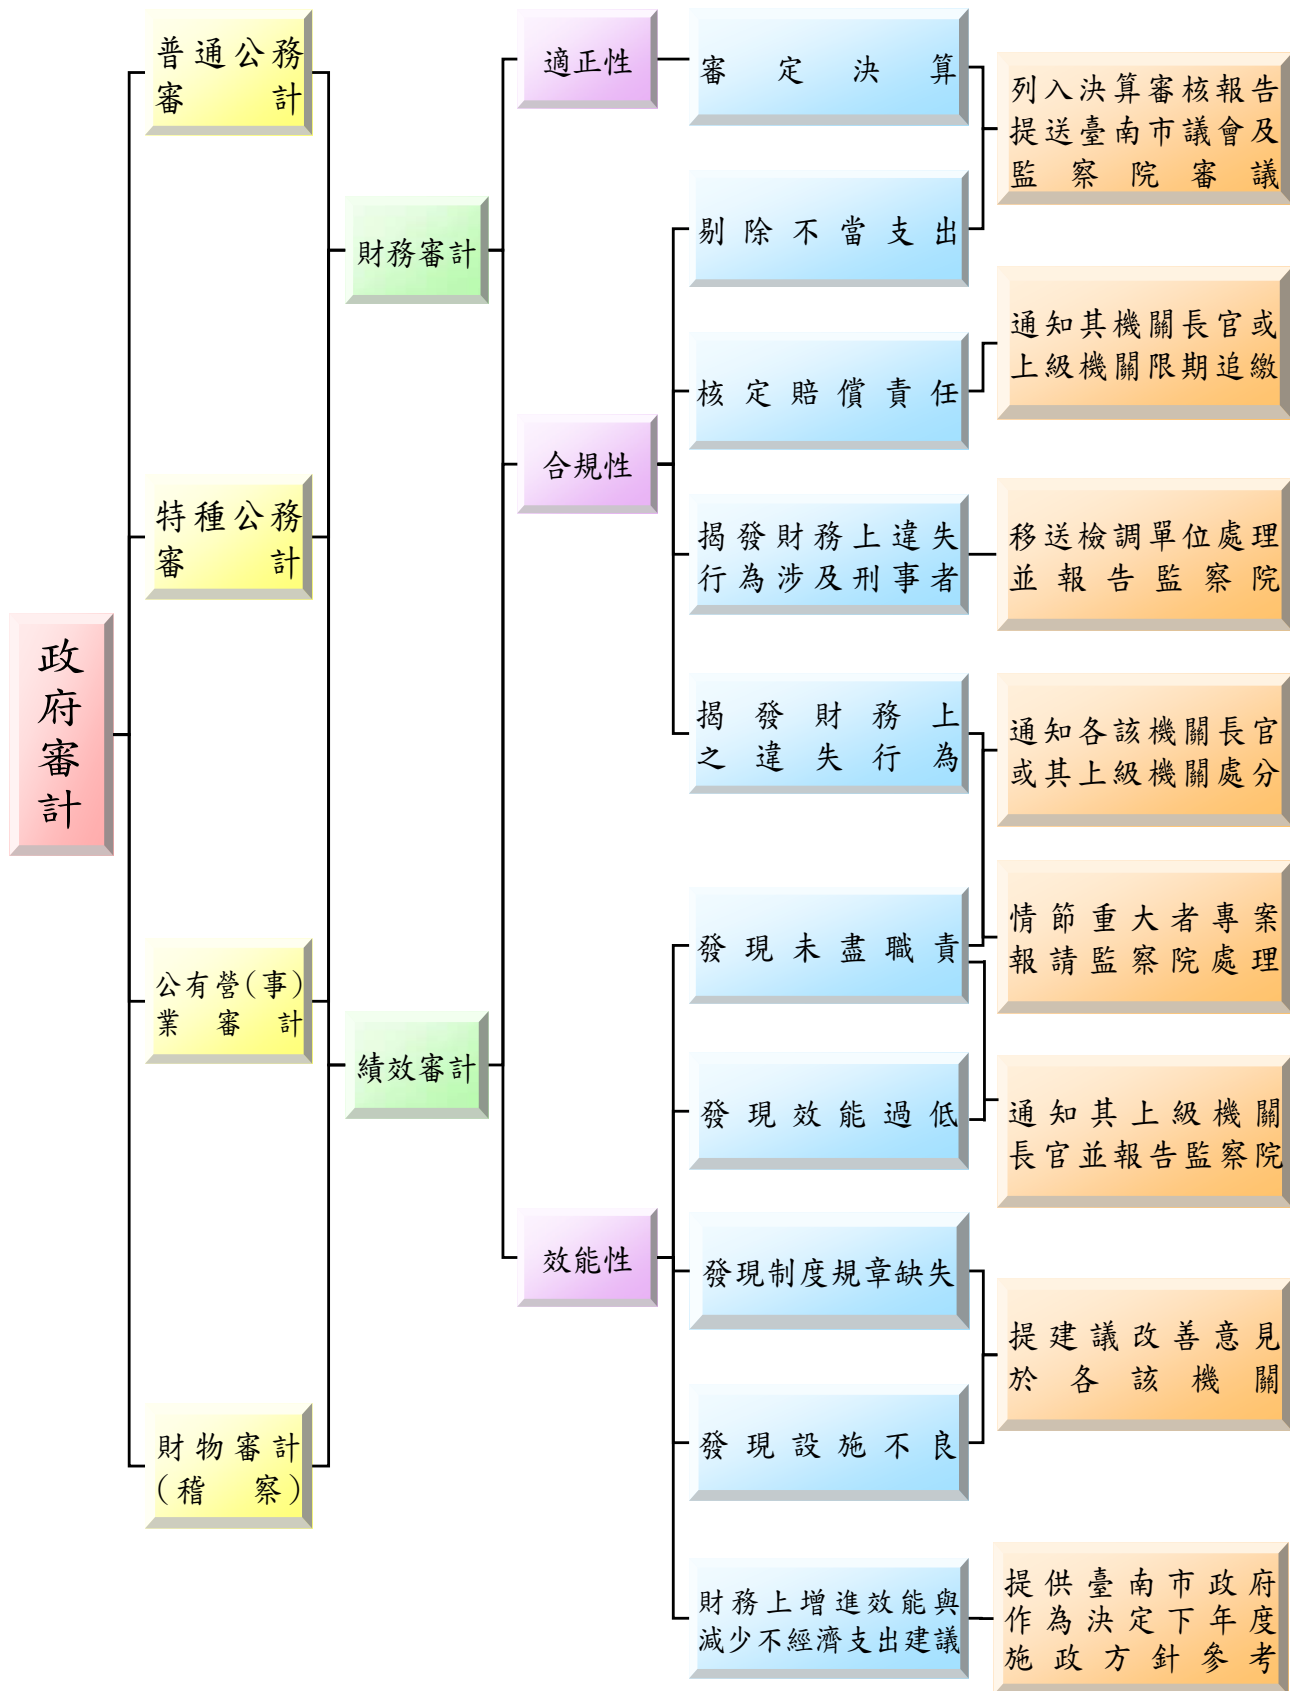 政府審計
普通公務
審計
特種公務
審計
公有營(事)
業審計
財物審計
(稽察)
財務審計
績效審計
適正性
合規性
效能性
審定決算
剔除不當支出
核定賠償責任
揭發財務上違失
行為涉及刑事者
揭發財務上
之違失行為
發現未盡職責
發現效能過低
發現制度規章缺失
發現設施不良
財務上增進效能與
減少不經濟支出建議
列入決算審核報告
提送臺南市議會及
監察院審議
通知其機關長官或
上級機關限期追繳
移送檢調單位處理
並報告監察院
通知各該機關長官
或其上級機關處分
情節重大者專案
報請監察院處理
通知其上級機關
長官並報告監察院
提建議改善意見
於各該機關
提供臺南市政府
作為決定下年度
施政方針參考